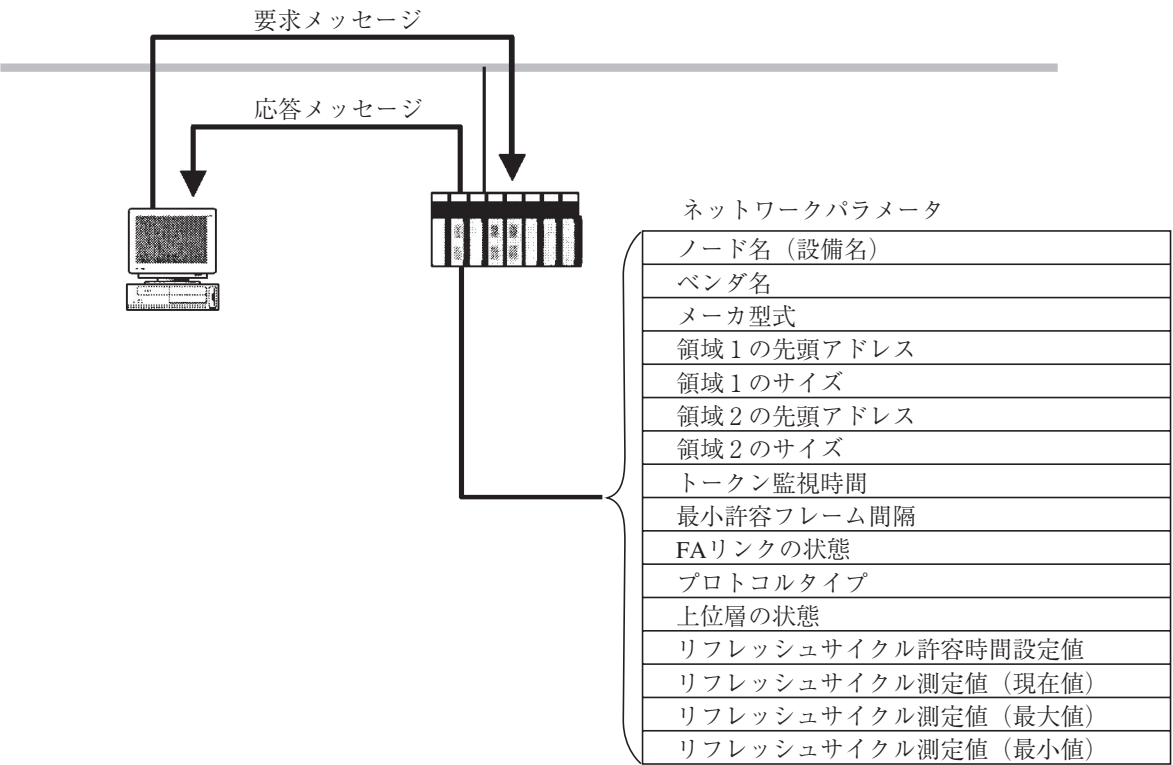 要求メッセージ
応答メッセージ
ネットワークパラメータ
ノード名（設備名）
ベンダ名
メーカ型式
領域１の先頭アドレス
領域１のサイズ
領域２の先頭アドレス
領域２のサイズ
トークン監視時間
最小許容フレーム間隔
FAリンクの状態
プロトコルタイプ
上位層の状態
リフレッシュサイクル許容時間設定値
リフレッシュサイクル測定値（現在値）
リフレッシュサイクル測定値（最大値）
リフレッシュサイクル測定値（最小値）